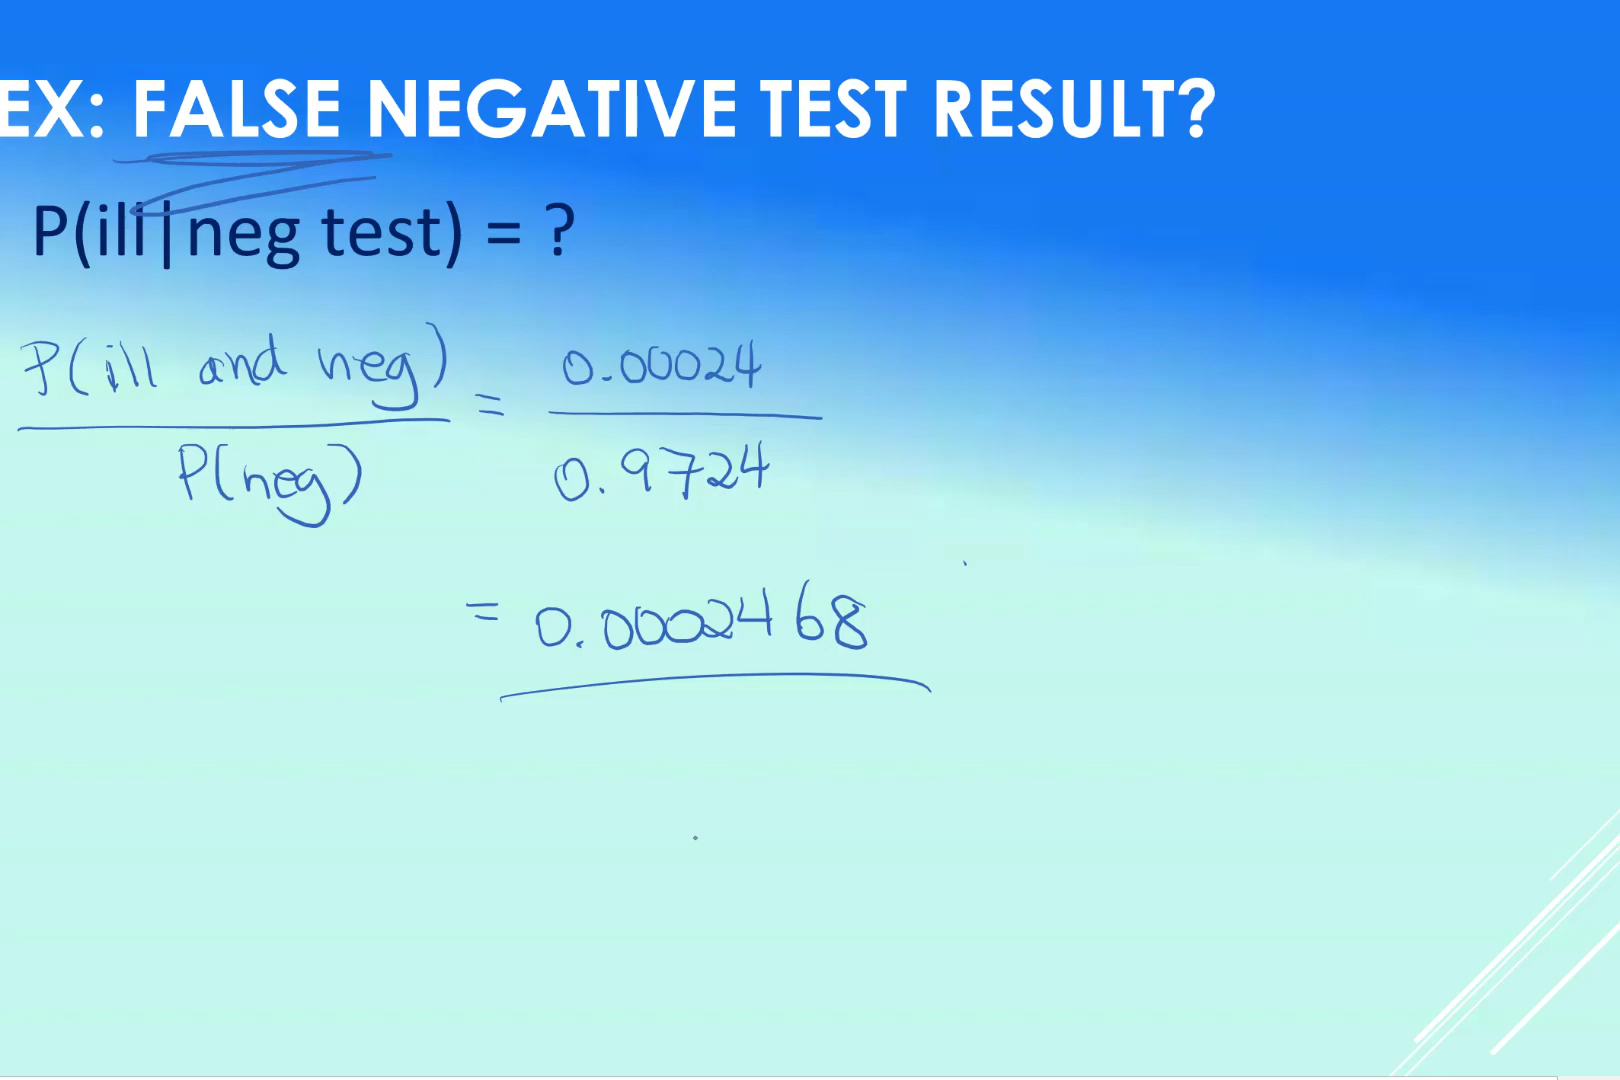 EX: FALSE NEGATIVE TEST RESULT?
P(ill|neg test) = ?
P(ill and neg) / P(neg) = 0.00024 / 0.9724
= 0.0002468